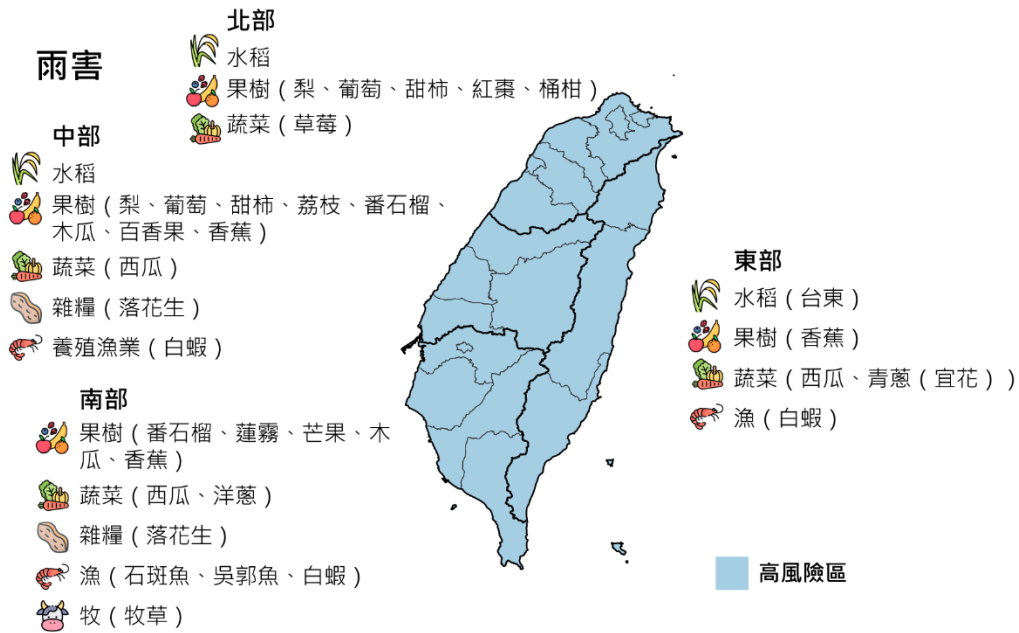 雨害
北部
水稻
果樹（梨、葡萄、甜柿、紅棗、桶柑）
蔬菜（草莓）
中部
水稻
果樹（梨、葡萄、甜柿、荔枝、番石榴、
木瓜、百香果、香蕉）
蔬菜（西瓜）
雜糧（落花生）
養殖漁業（白蝦）
南部
果樹（番石榴、蓮霧、芒果、木
瓜、香蕉）
蔬菜（西瓜、洋蔥）
雜糧（落花生）
漁（石斑魚、吳郭魚、白蝦）
牧（牧草）
東部
水稻（台東）
果樹（香蕉）
蔬菜（西瓜、青蔥（宜花））
漁（白蝦）
高風險區